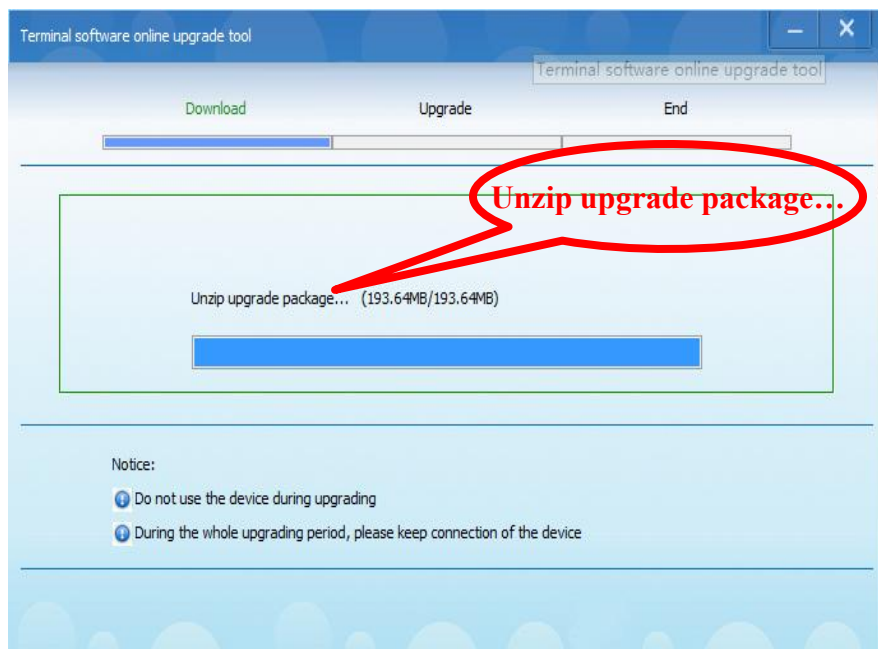 Terminal software online upgrade tool
Terminal software online upgrade tool
Download Upgrade End
Unzip upgrade package...
Unzip upgrade package... (193.64MB/193.64MB)
Notice:
Do not use the device during upgrading
During the whole upgrading period, please keep connection of the device